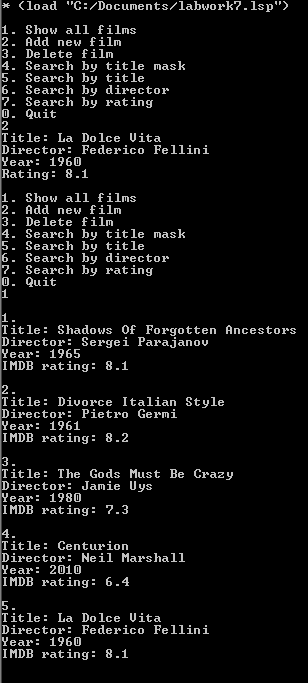 * (load "C:/Documents/labwork7.lsp")
1. Show all films
2. Add new film
3. Delete film
4. Search by title mask
5. Search by title
6. Search by director
7. Search by rating
0. Quit
2
Title: La Dolce Vita
Director: Federico Fellini
Year: 1960
Rating: 8.1
1. Show all films
2. Add new film
3. Delete film
4. Search by title mask
5. Search by title
6. Search by director
7. Search by rating
0. Quit
1
1.
Title: Shadows Of Forgotten Ancestors
Director: Sergei Parajanov
Year: 1965
IMDB rating: 8.1
2.
Title: Divorce Italian Style
Director: Pietro Germi
Year: 1961
IMDB rating: 8.2
3.
Title: The Gods Must Be Crazy
Director: Jamie Uys
Year: 1980
IMDB rating: 7.3
4.
Title: Centurion
Director: Neil Marshall
Year: 2010
IMDB rating: 6.4
5.
Title: La Dolce Vita
Director: Federico Fellini
Year: 1960
IMDB rating: 8.1